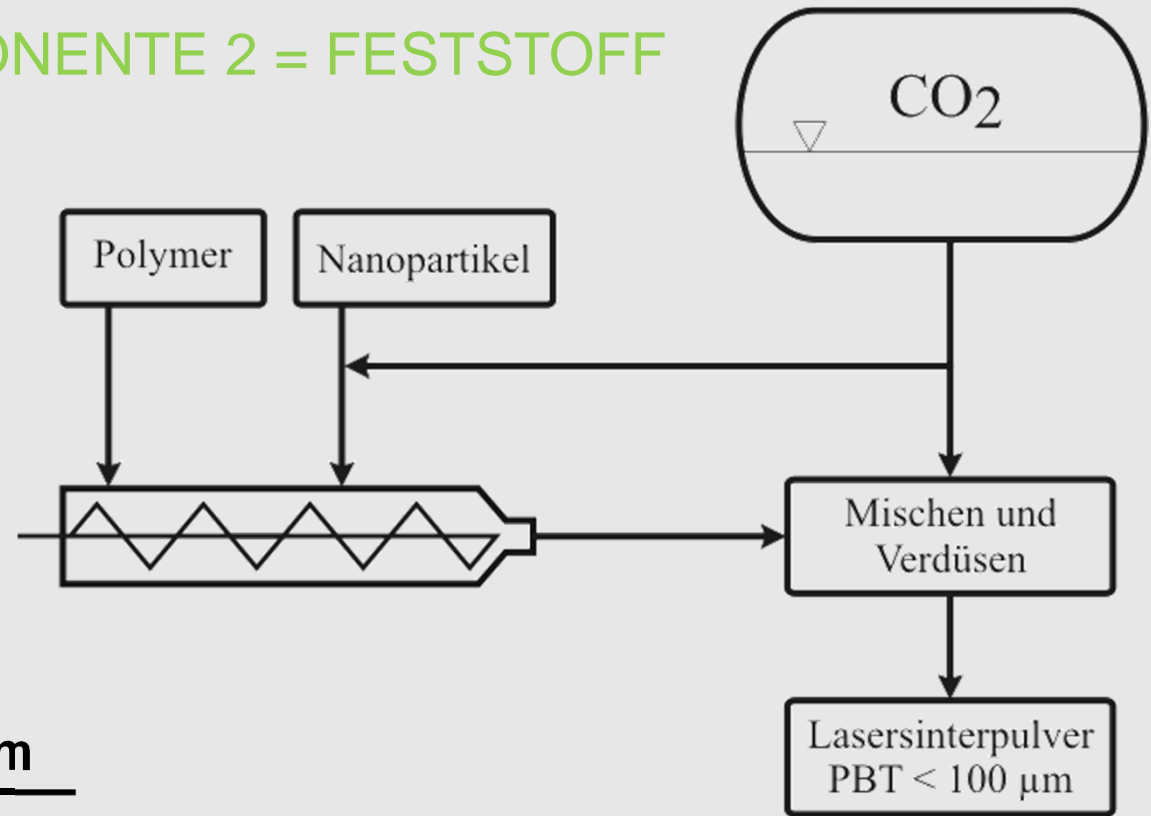 ONENTE 2 = FESTSTOFF
CO2
Polymer
Nanopartikel
Mischen und
Verdüsen
Lasersinterpulver
PBT < 100 µm
m